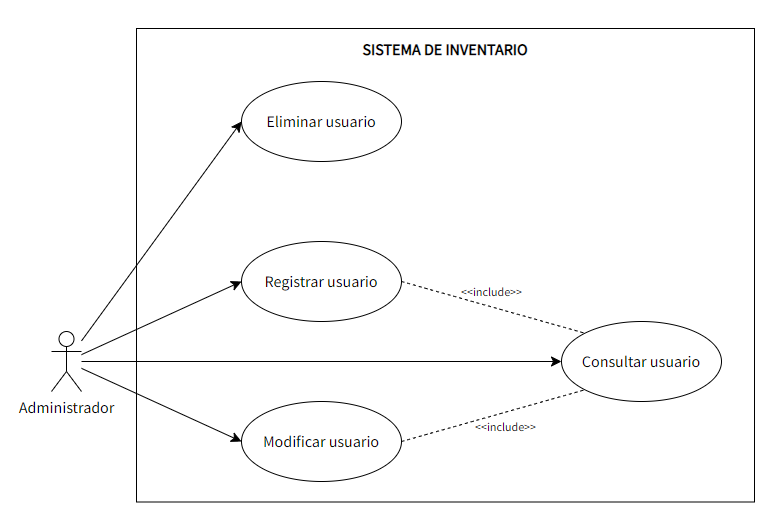 SISTEMA DE INVENTARIO
Eliminar usuario
Registrar usuario
<<include>>
Consultar usuario
Administrador
Modificar usuario
<<include>>